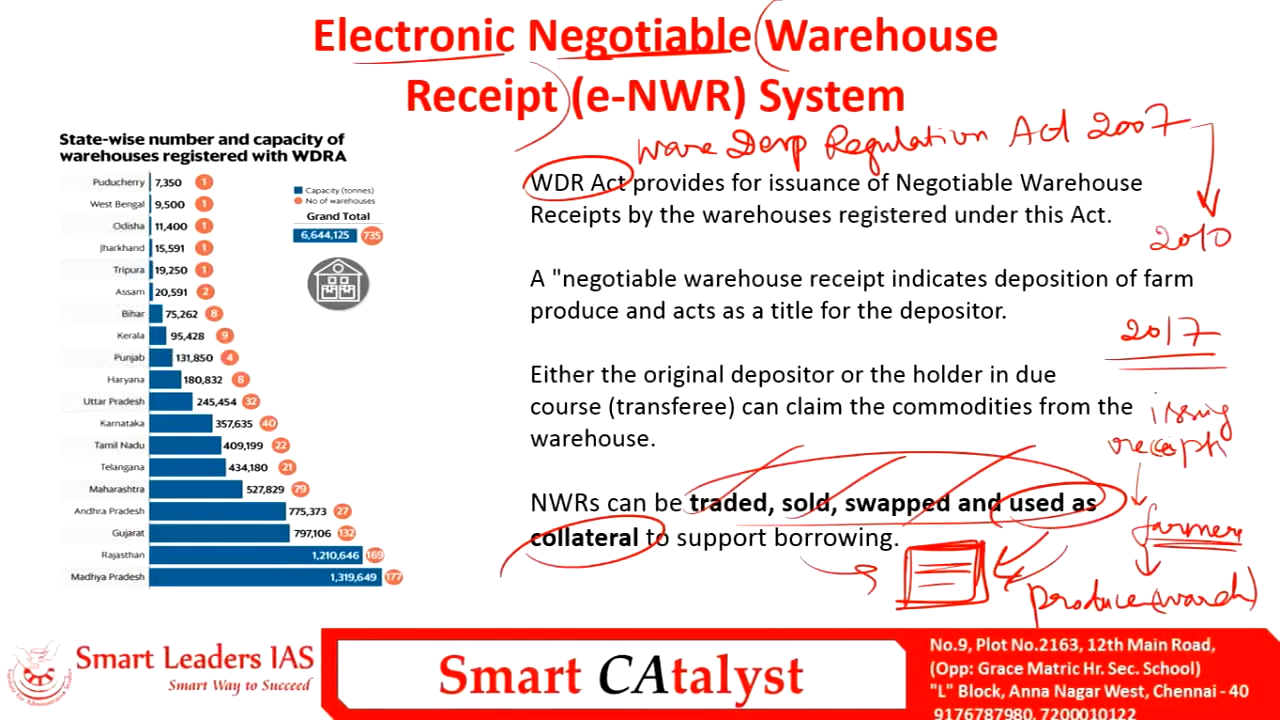 Electronic Negotiable Warehouse
Receipt (e-NWR) System
State-wise number and capacity of
warehouses registered with WDRA
Puducherry 7,350 1
West Bengal 9,500 1
Odisha 11,400 1
Jharkhand 15,591 1
Tripura 19,250 1
Assam 20,591 2
Bihar 75,262 8
Kerala 95,428 9
Punjab 131,850 4
Haryana 180,832 8
Uttar Pradesh 245,454 32
Karnataka 357,635 40
Tamil Nadu 409,199 22
Telangana 434,180 21
Maharashtra 527,829 79
Andhra Pradesh 775,373 27
Gujarat 797,106 132
Rajasthan 1,210,646 169
Madhya Pradesh 1,319,649 177
Capacity (tonnes)
No of warehouses
Grand Total
6,644,125 735
Ware Regulation Act 2007
WDR Act provides for issuance of Negotiable Warehouse
Receipts by the warehouses registered under this Act.
2010
A "negotiable warehouse receipt indicates deposition of farm
produce and acts as a title for the depositor.
2017
Either the original depositor or the holder in due
course (transferee) can claim the commodities from the
warehouse.
issuing
receipt
NWRs can be traded, sold, swapped and used as
collateral to support borrowing.
farmers
produce
Smart Leaders IAS
Smart Way to Succeed
Smart CAtalyst
No.9, Plot No.2163, 12th Main Road,
(Opp: Grace Matric Hr. Sec. School)
"L" Block, Anna Nagar West, Chennai - 40
9176787980, 7200010122